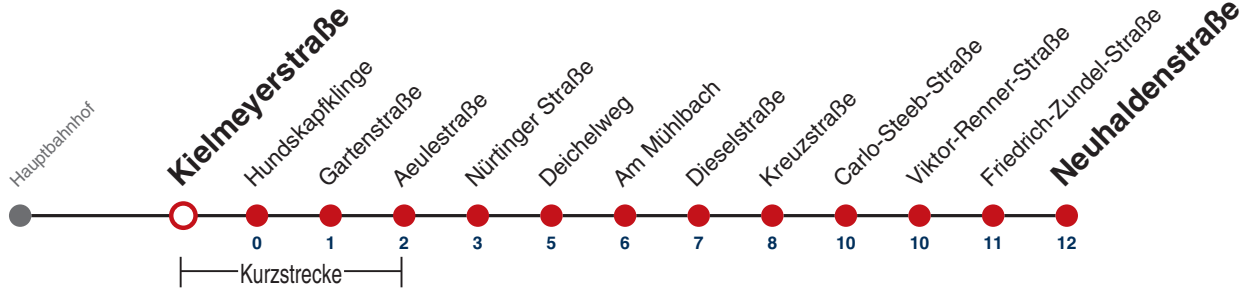 Hauptbahnhof
Kielmeyerstraße
Hundskapfklinge
Gartenstraße
Aeulestraße
Nürtinger Straße
Deichelweg
Am Mühlbach
Dieselstraße
Kreuzstraße
Carlo-Steeb-Straße
Viktor-Renner-Straße
Friedrich-Zundel-Straße
Neuhaldenstraße
0 1 2 3 5 6 7 8 10 10 11 12
Kurzstrecke